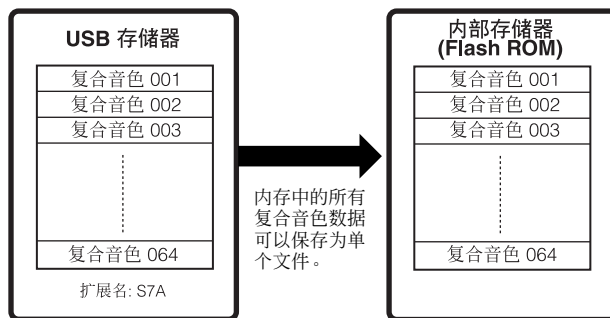 USB 存储器
复合音色 001
复合音色 002
复合音色 003
复合音色 064
扩展名: S7A
内存中的所有
复合音色数据
可以保存为单
个文件。
内部存储器
(Flash ROM)
复合音色 001
复合音色 002
复合音色 003
复合音色 064